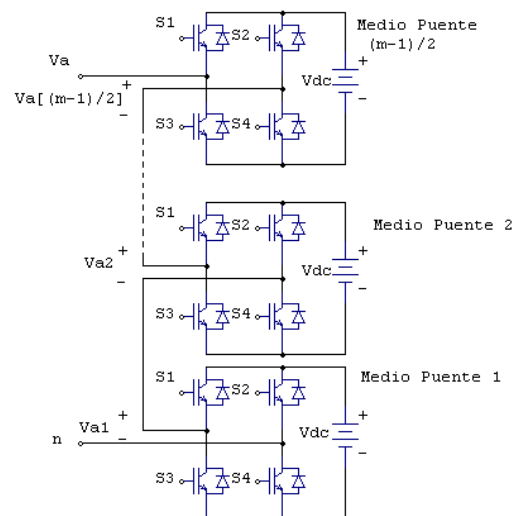 S1
S2
Medio Puente
(m-1)/2
Va
+
Vdc
+
Va[(m-1)/2]
-
-
S3
S4
S1
S2
Medio Puente 2
+
Va2
Vdc
+
-
-
S3
S4
S1
S2
Medio Puente 1
+
Va1
+
n
-
Vdc
-
S3
S4